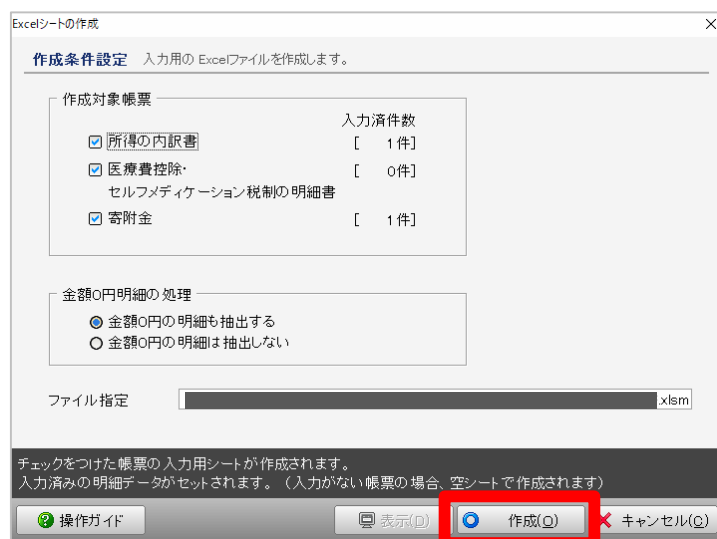 Excelシートの作成
作成条件設定 入力用の Excelファイルを作成します。
作成対象帳票
入力済件数
所得の内訳書 [ 1件]
医療費控除・ [ 0件]
セルフメディケーション税制の明細書
寄附金 [ 1件]
金額0円明細の処理
金額0円の明細も抽出する
金額0円の明細は抽出しない
ファイル指定 .xlsm
チェックをつけた帳票の入力用シートが作成されます。
入力済みの明細データがセットされます。（入力がない帳票の場合、空シートで作成されます）
操作ガイド 表示(D) 作成(O) キャンセル(C)